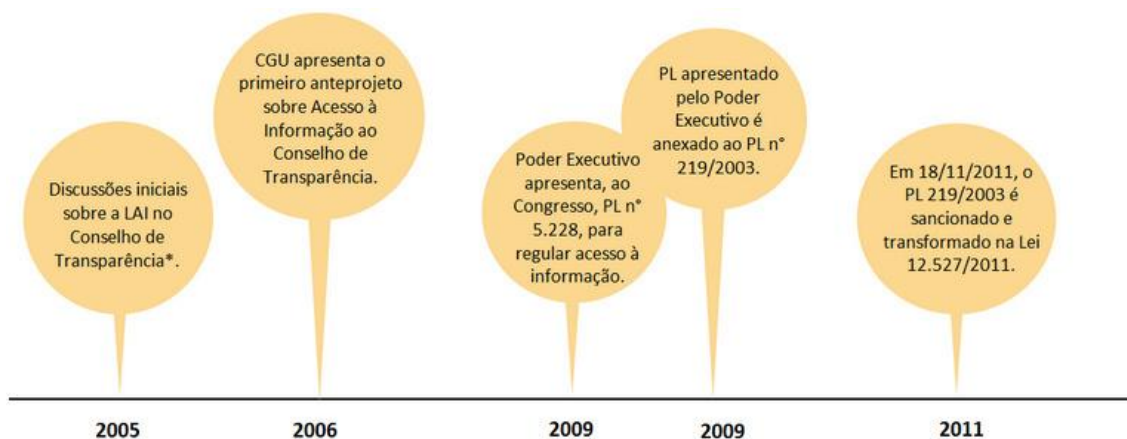 Discussões iniciais
sobre a LAI no
Conselho de
Transparência*.
CGU apresenta o
primeiro anteprojeto
sobre Acesso à
Informação ao
Conselho de
Transparência.
Poder Executivo
apresenta, ao
Congresso, PL n°
5.228, para
regular acesso à
informação.
PL apresentado
pelo Poder
Executivo é
anexado ao PL n°
219/2003.
Em 18/11/2011, o
PL 219/2003 é
sancionado e
transformado na Lei
12.527/2011.
2005
2006
2009
2009
2011